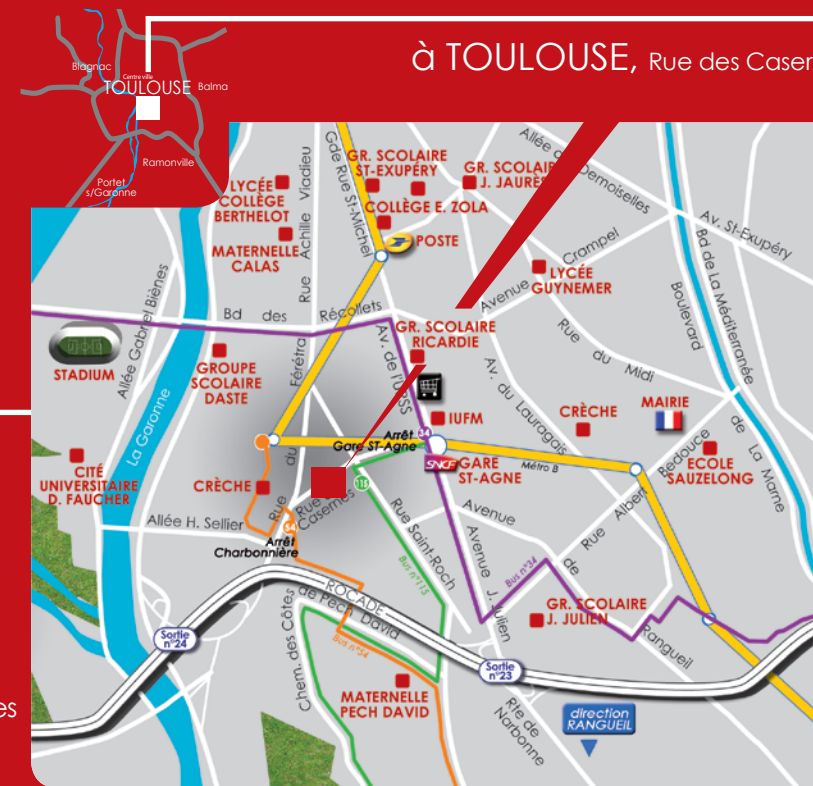 Blagnac
Centre ville
TOULOUSE
Balma
Ramonville
Portet
s/Garonne
à TOULOUSE, Rue des Caser
Allée
Demoiselles
Gde Rue St-Michel
GR. SCOLAIRE
ST-EXUPÉRY
GR. SCOLAIRE
J. JAURÈS
LYCÉE
COLLÈGE
BERTHELOT
Rue Achille Viadieu
COLLÈGE E. ZOLA
Av. St-Exupéry
MATERNELLE
CALAS
POSTE
Avenue Crampel
LYCÉE
GUYNEMER
Boulevard
Bd de La Méditerranée
Allée Gabriel Biènes
Bd des Récollets
GR. SCOLAIRE
RICARDIE
Rue du Midi
STADIUM
GROUPE
SCOLAIRE
DASTE
Rue du Férétra
Av. de l'URSS
Av. du Lauragais
La Garonne
IUFM
CRÈCHE
MAIRIE
de La Marne
Arrêt
Gare ST-Agne
34
SNCF
GARE
ST-AGNE
Métro B
ECOLE
SAUZELONG
CITÉ
UNIVERSITAIRE
D. FAUCHER
CRÈCHE
Rue des
Casernes
115
Rue Albert Bedouce
Allée H. Sellier
54
Arrêt
Charbonnière
Rue Saint-Roch
Avenue de Rangueil
Avenue J. Julien
Bus n°34
Bus n°115
ROCADE
Chem. des Côtes
de Pech David
Bus n°54
GR. SCOLAIRE
J. JULIEN
Sortie
n°24
Sortie
n°23
MATERNELLE
PECH DAVID
Rte de
Narbonne
direction
RANGUEIL
es